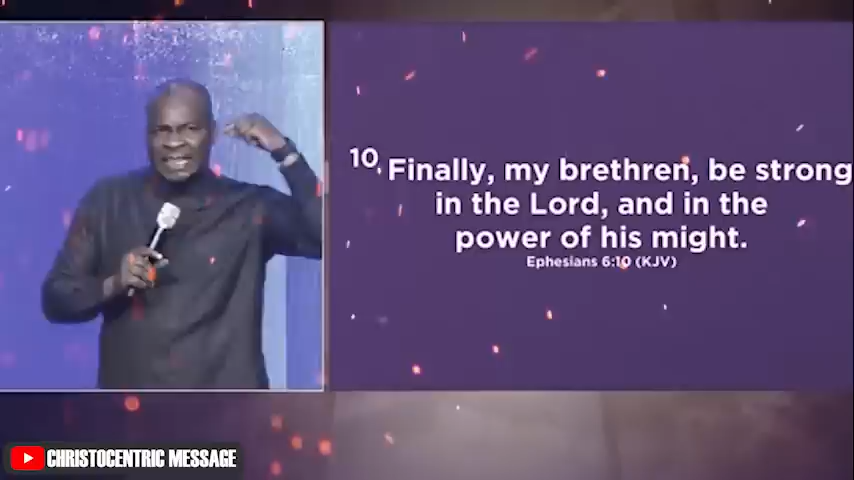 10. Finally, my brethren, be strong
in the Lord, and in the
power of his might.
Ephesians 6:10 (KJV)
CHRISTOCENTRIC MESSAGE